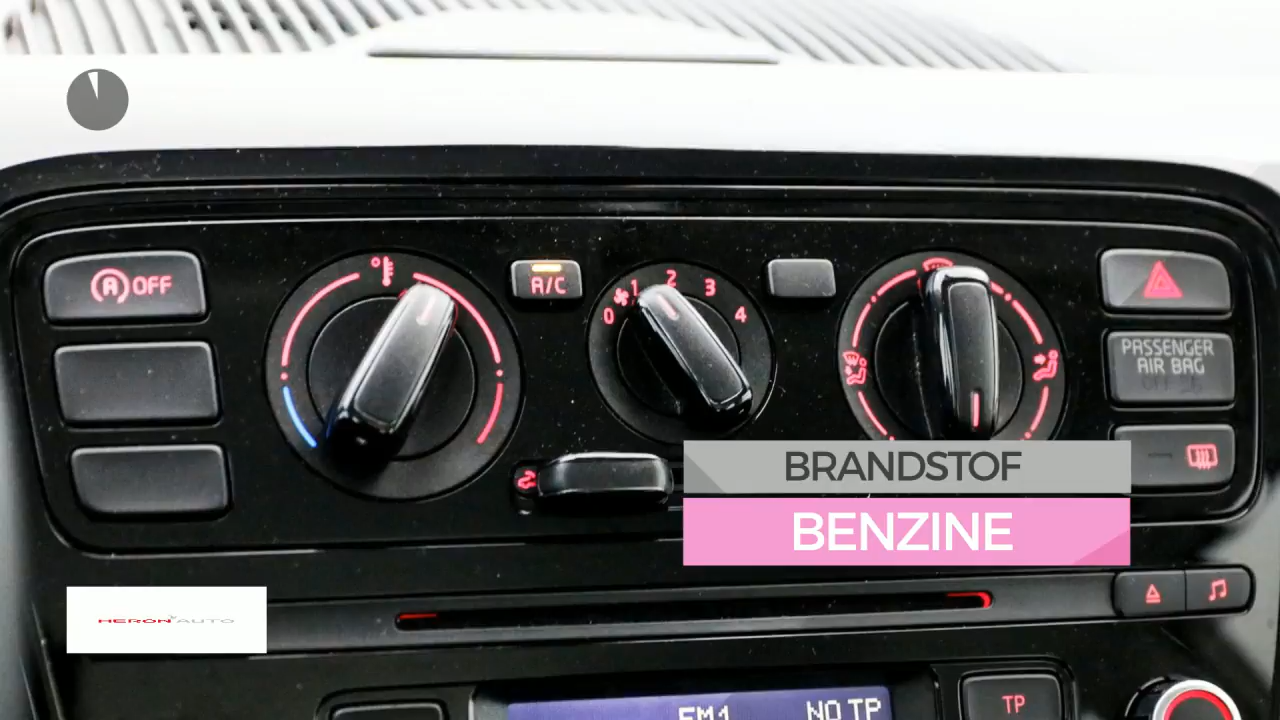 A OFF
A/C
0 1 2 3 4
PASSENGER
AIR BAG
BRANDSTOF
BENZINE
HERON AUTO
FM1
NO TP
TP